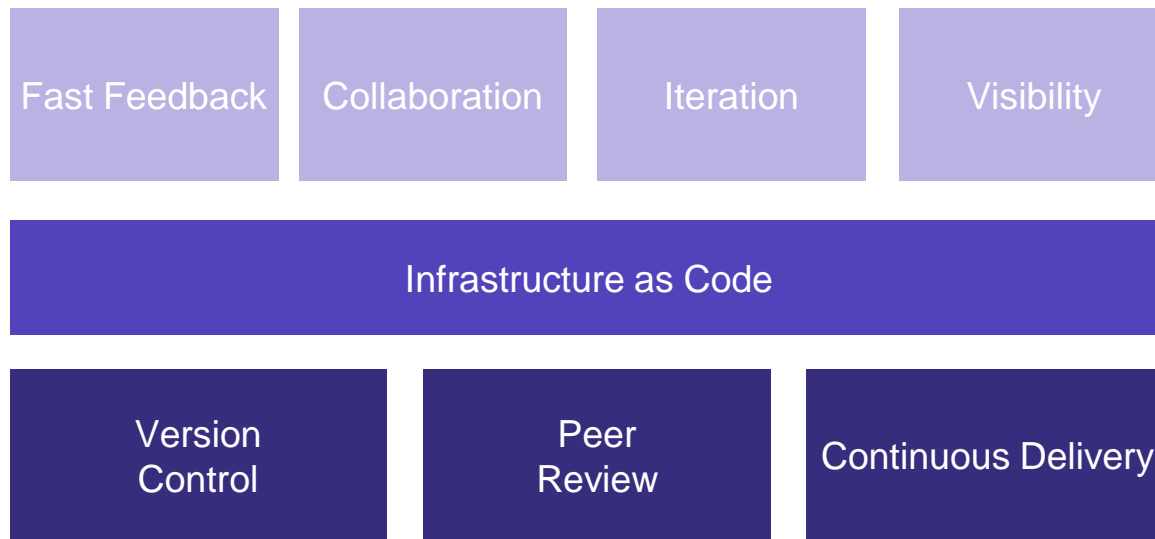 Fast Feedback
Collaboration
Iteration
Visibility
Infrastructure as Code
Version
Control
Peer
Review
Continuous Delivery